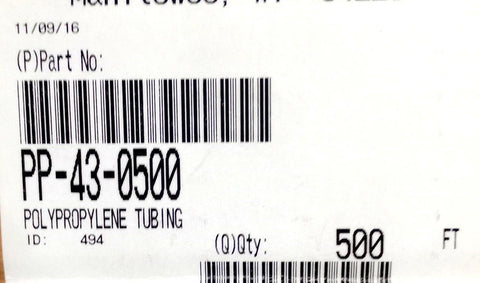 11/09/16
(P)Part No:
PP-43-0500
POLYPROPYLENE TUBING
ID: 494
(Q)Qty: 500 FT